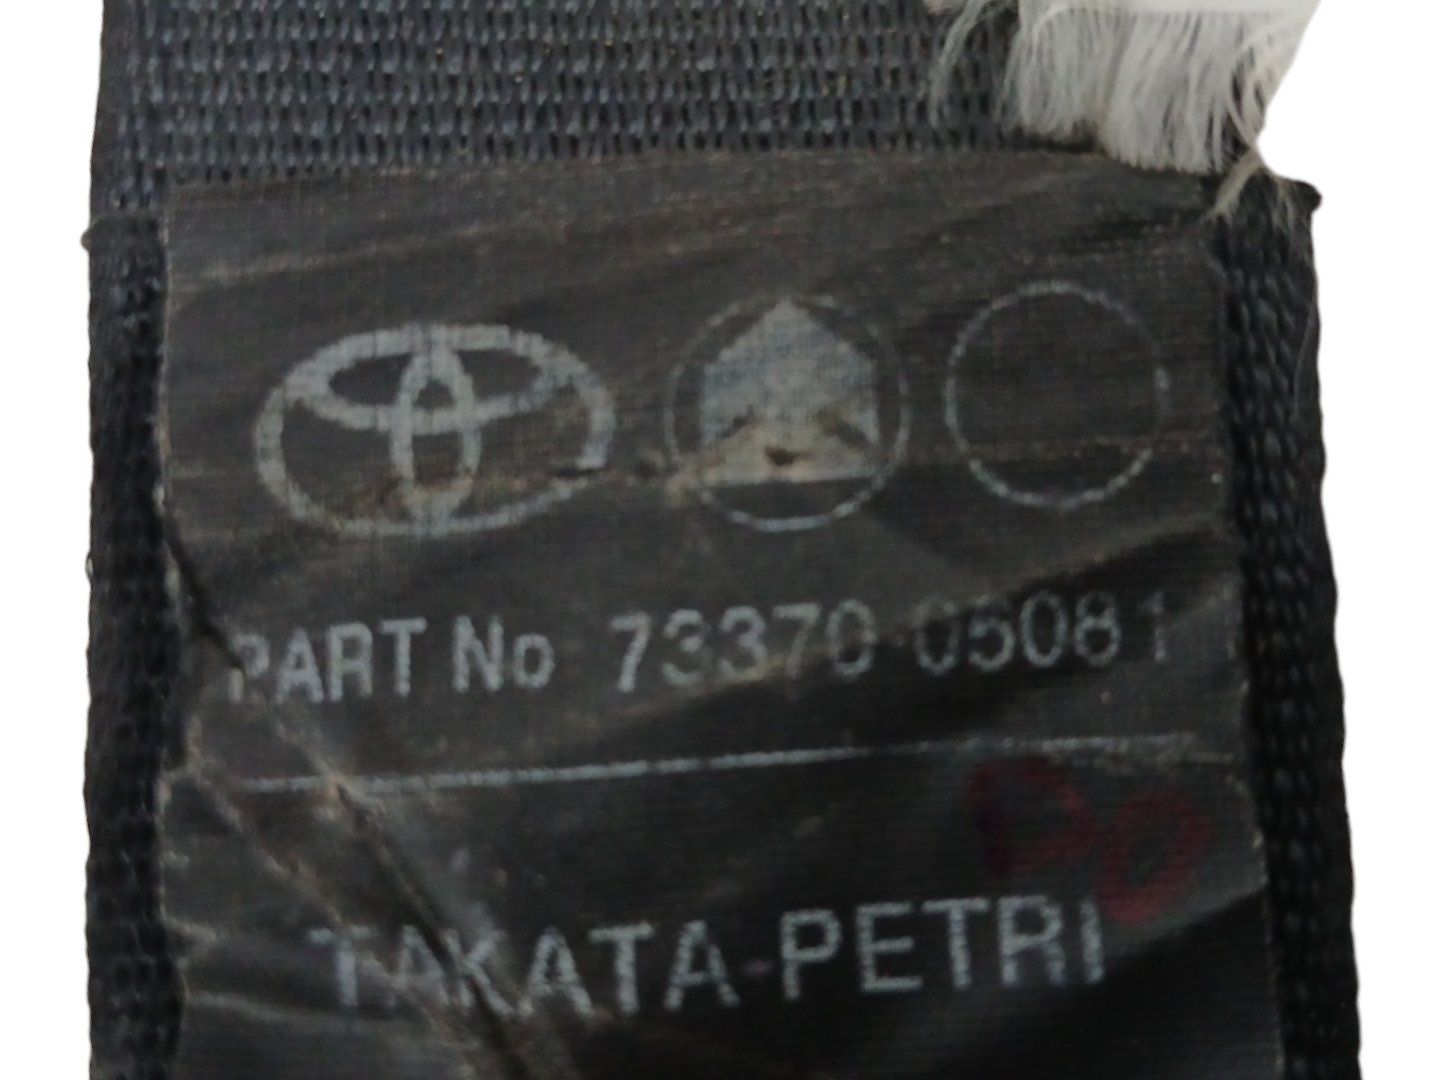 PART No 73370-05081
TAKATA-PETRI